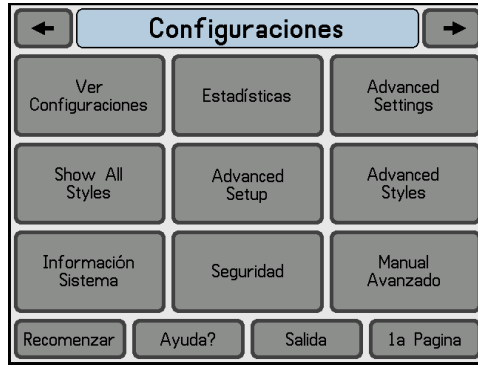 Configuraciones
Ver
Configuraciones
Estadísticas
Advanced
Settings
Show All
Styles
Advanced
Setup
Advanced
Styles
Información
Sistema
Seguridad
Manual
Avanzado
Recomenzar
Ayuda?
Salida
1a Pagina